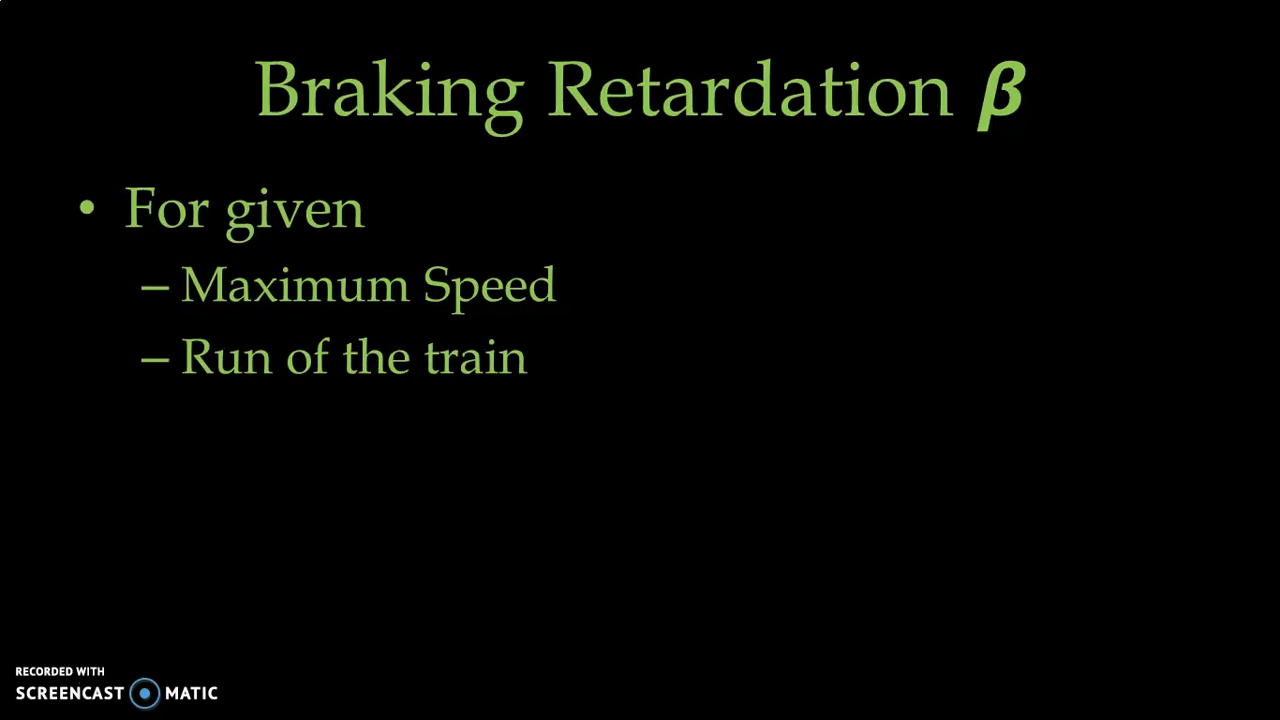 Braking Retardation β
• For given
– Maximum Speed
– Run of the train
RECORDED WITH
SCREENCAST MATIC